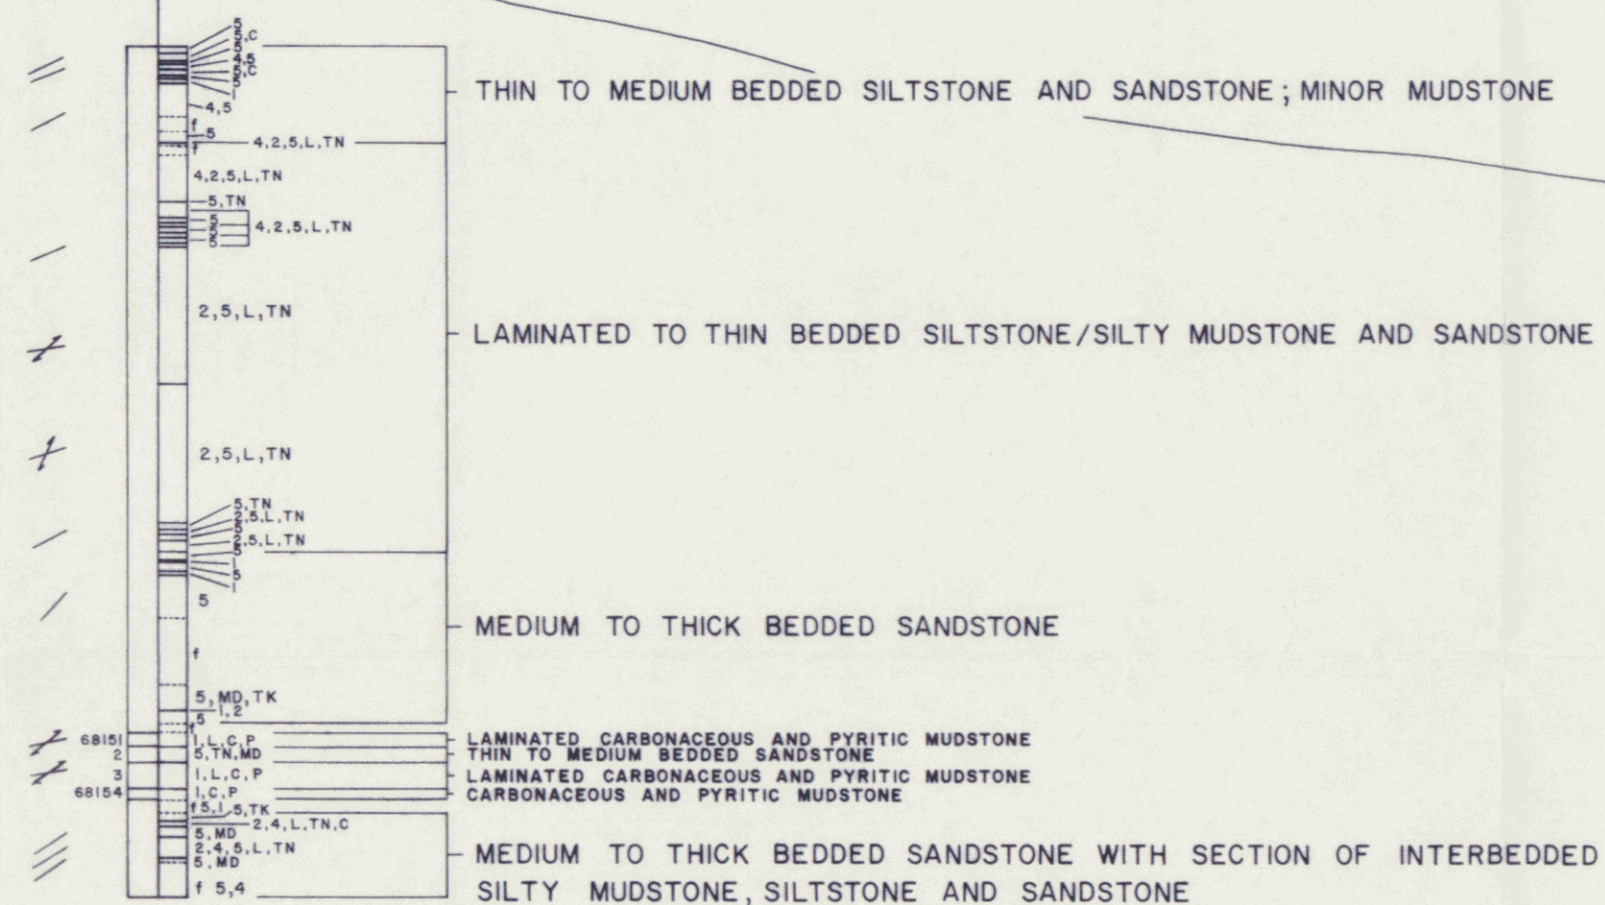 5
5,C
5
4,5
5,C
5
1
THIN TO MEDIUM BEDDED SILTSTONE AND SANDSTONE; MINOR MUDSTONE
4,5
f
5
4,2,5,L,TN
f
4,2,5,L,TN
5,TN
5
5
5
4,2,5,L,TN
2,5,L,TN
LAMINATED TO THIN BEDDED SILTSTONE/SILTY MUDSTONE AND SANDSTONE
2,5,L,TN
5,TN
2,5,L,TN
5
2,5,L,TN
5
1
5
1
5
MEDIUM TO THICK BEDDED SANDSTONE
f
5,MD,TK
1,2
5
f
68151 1,L,C,P LAMINATED CARBONACEOUS AND PYRITIC MUDSTONE
2 5,TN,MD THIN TO MEDIUM BEDDED SANDSTONE
3 1,L,C,P LAMINATED CARBONACEOUS AND PYRITIC MUDSTONE
68154 1,C,P CARBONACEOUS AND PYRITIC MUDSTONE
f 5,1 5,TK
2,4,L,TN,C
5,MD
2,4,5,L,TN
5,MD
MEDIUM TO THICK BEDDED SANDSTONE WITH SECTION OF INTERBEDDED
f 5,4 SILTY MUDSTONE, SILTSTONE AND SANDSTONE